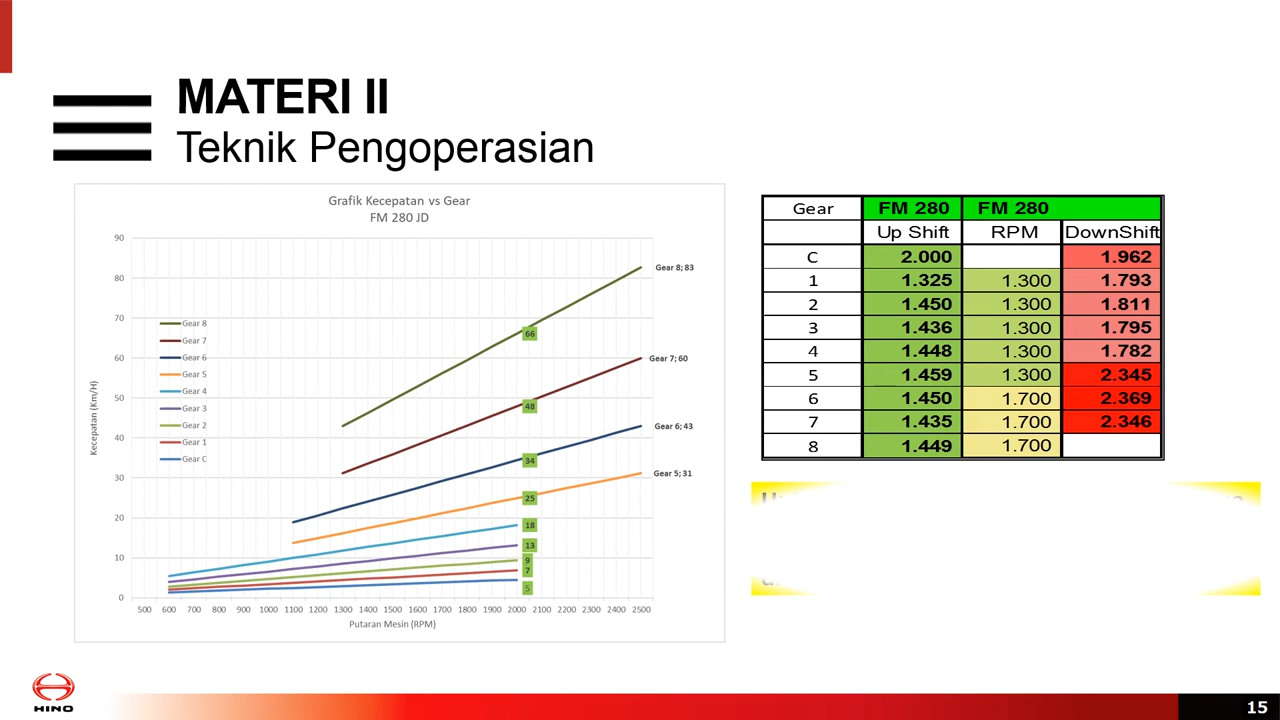 MATERI II
Teknik Pengoperasian
Grafik Kecepatan vs Gear
FM 280 JD
90
80
70
60
50
40
30
20
10
0
Kecepatan (Km/H)
Gear 8
Gear 7
Gear 6
Gear 5
Gear 4
Gear 3
Gear 2
Gear 1
Gear C
Gear 8; 83
66
Gear 7; 60
48
Gear 6; 43
34
Gear 5; 31
25
18
13
9
7
5
500 600 700 800 900 1000 1100 1200 1300 1400 1500 1600 1700 1800 1900 2000 2100 2200 2300 2400 2500
Putaran Mesin (RPM)
Gear FM 280 FM 280
Up Shift RPM DownShift
C 2.000 1.962
1 1.325 1.300 1.793
2 1.450 1.300 1.811
3 1.436 1.300 1.795
4 1.448 1.300 1.782
5 1.459 1.300 2.345
6 1.450 1.700 2.369
7 1.435 1.700 2.346
8 1.449 1.700
HINO
15